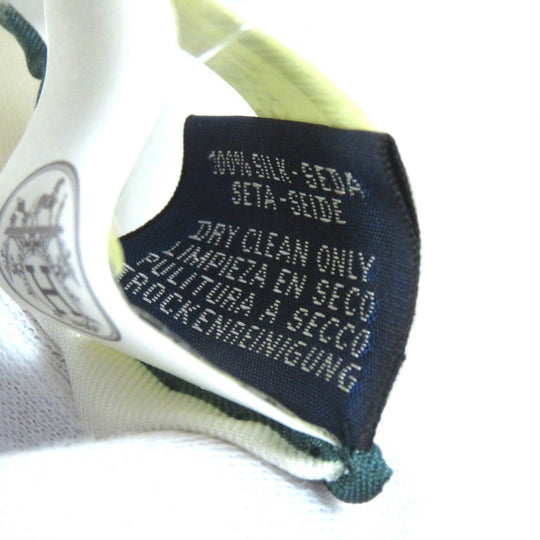 100% SILK - SEDA
SETA - SEIDE
DRY CLEAN ONLY
LIMPIEZA EN SECO
PULITURA A SECCO
TROCKENREINIGUNG